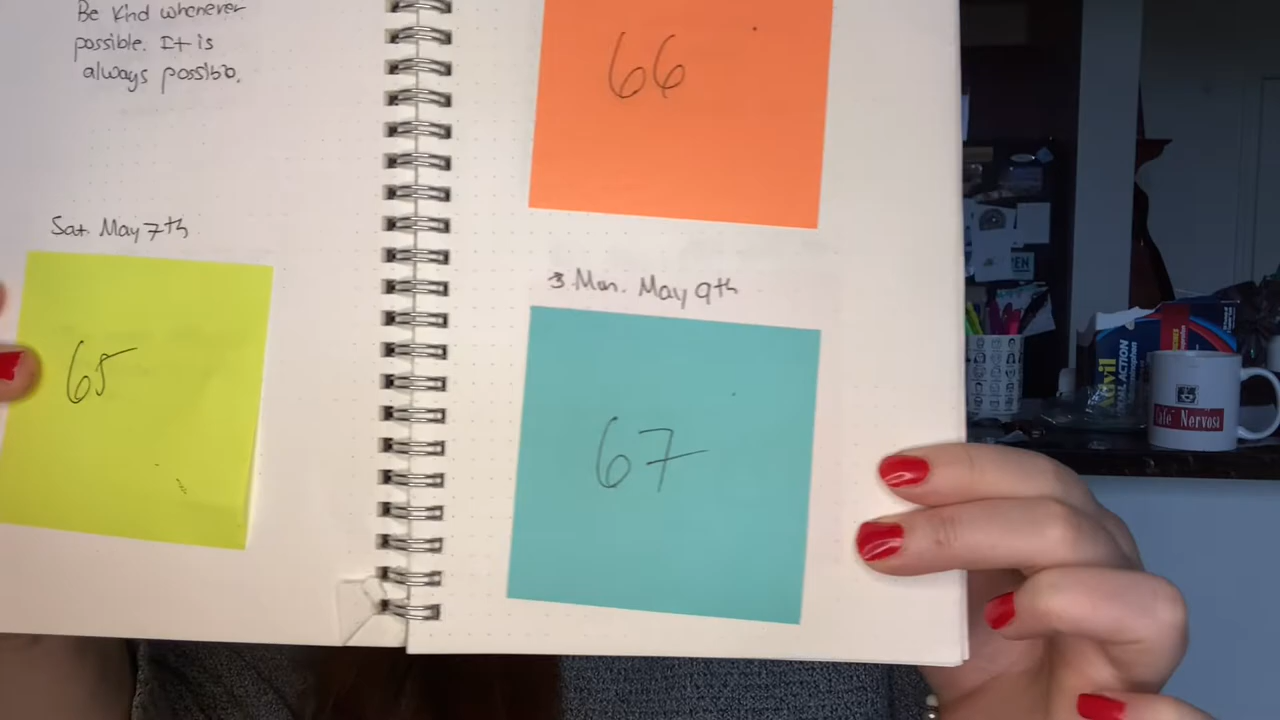 Be kind whenever
possible. It is
always possible.
Sat. May 7th
65
66
Mon. May 9th
67
PEN
Advil
Café Nervosa